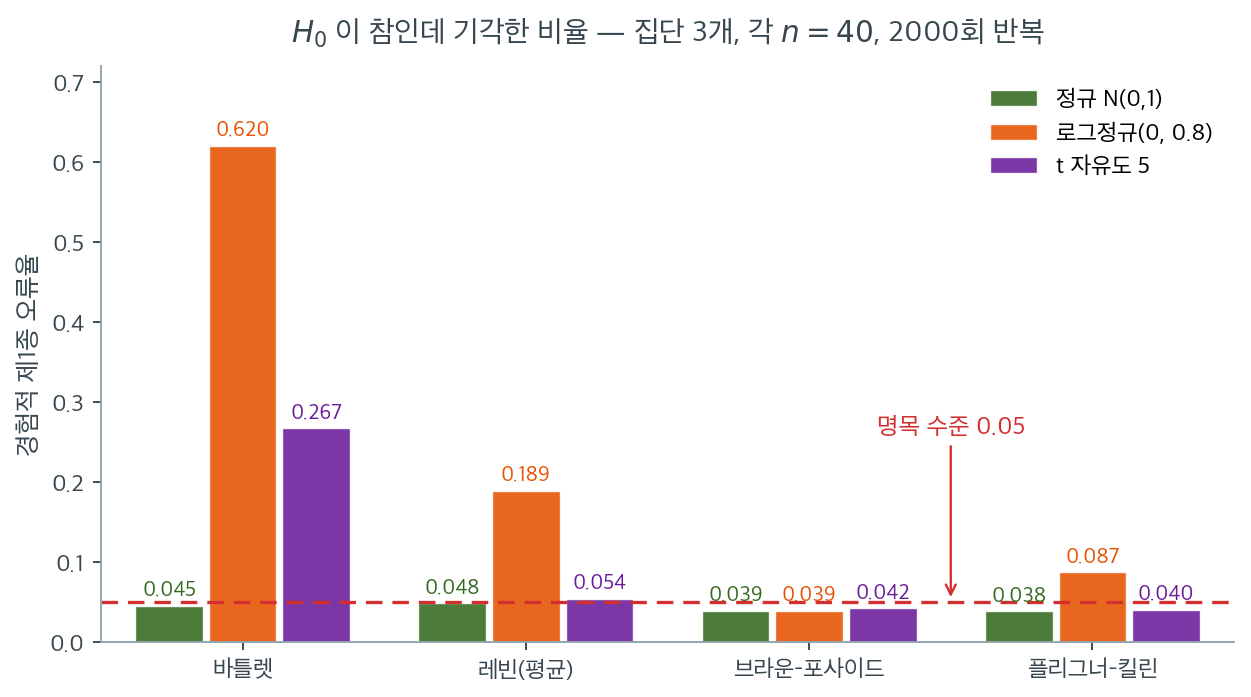 H₀ 이 참인데 기각한 비율 — 집단 3개, 각 n = 40, 2000회 반복
정규 N(0,1)
로그정규(0, 0.8)
t 자유도 5
경험적 제1종 오류율
0.7
0.6
0.5
0.4
0.3
0.2
0.1
0.0
0.045
0.620
0.267
0.048
0.189
0.054
0.039
0.039
0.042
0.038
0.087
0.040
명목 수준 0.05
바틀렛
레빈(평균)
브라운-포사이드
플리그너-킬린